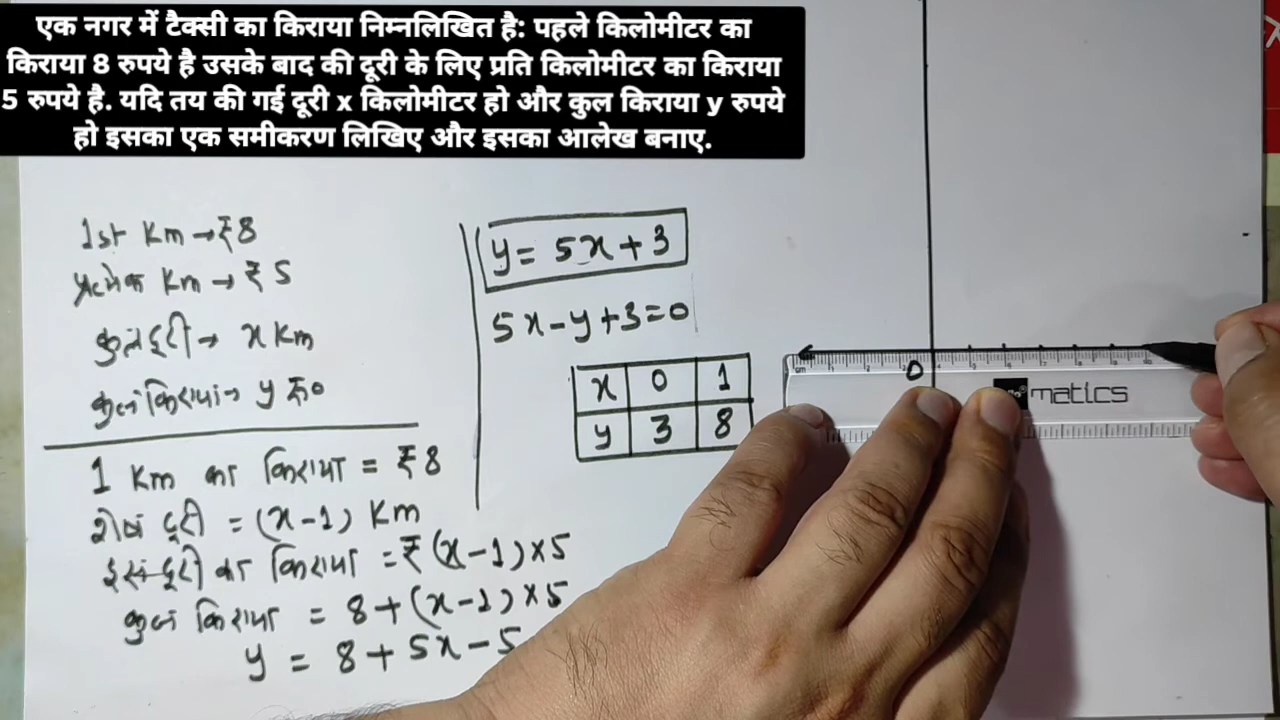 एक नगर में टैक्सी का किराया निम्नलिखित है: पहले किलोमीटर का
किराया 8 रुपये है उसके बाद की दूरी के लिए प्रति किलोमीटर का किराया
5 रुपये है. यदि तय की गई दूरी x किलोमीटर हो और कुल किराया y रुपये
हो इसका एक समीकरण लिखिए और इसका आलेख बनाए.
1st Km → ₹8
प्रत्येक Km → ₹ 5
कुल दूरी → x Km
कुल किराया → y रु०
1 Km का किराया = ₹8
शेष दूरी = (x-1) Km
इस दूरी का किराया = ₹ (x-1)×5
कुल किराया = 8+(x-1)×5
y = 8+5x-5
y = 5x+3
5x-y+3=0
x 0 1
y 3 8
0
matics